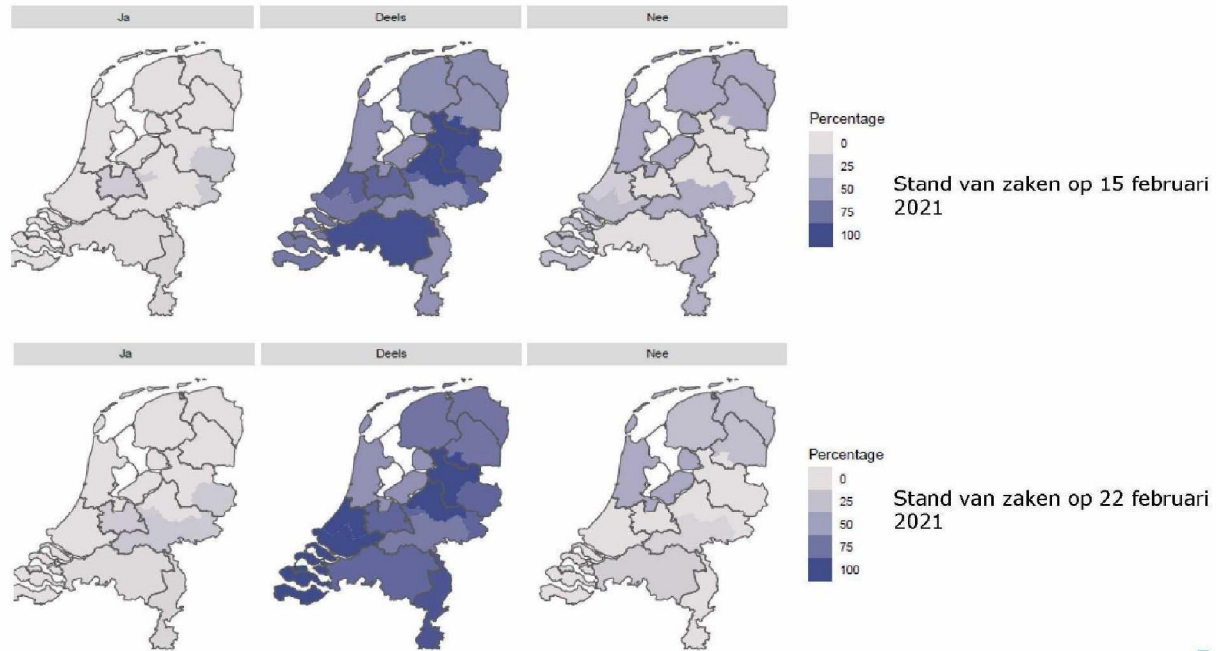 Ja
Deels
Nee
Percentage
0
25
50
75
100
Stand van zaken op 15 februari
2021
Ja
Deels
Nee
Percentage
0
25
50
75
100
Stand van zaken op 22 februari
2021